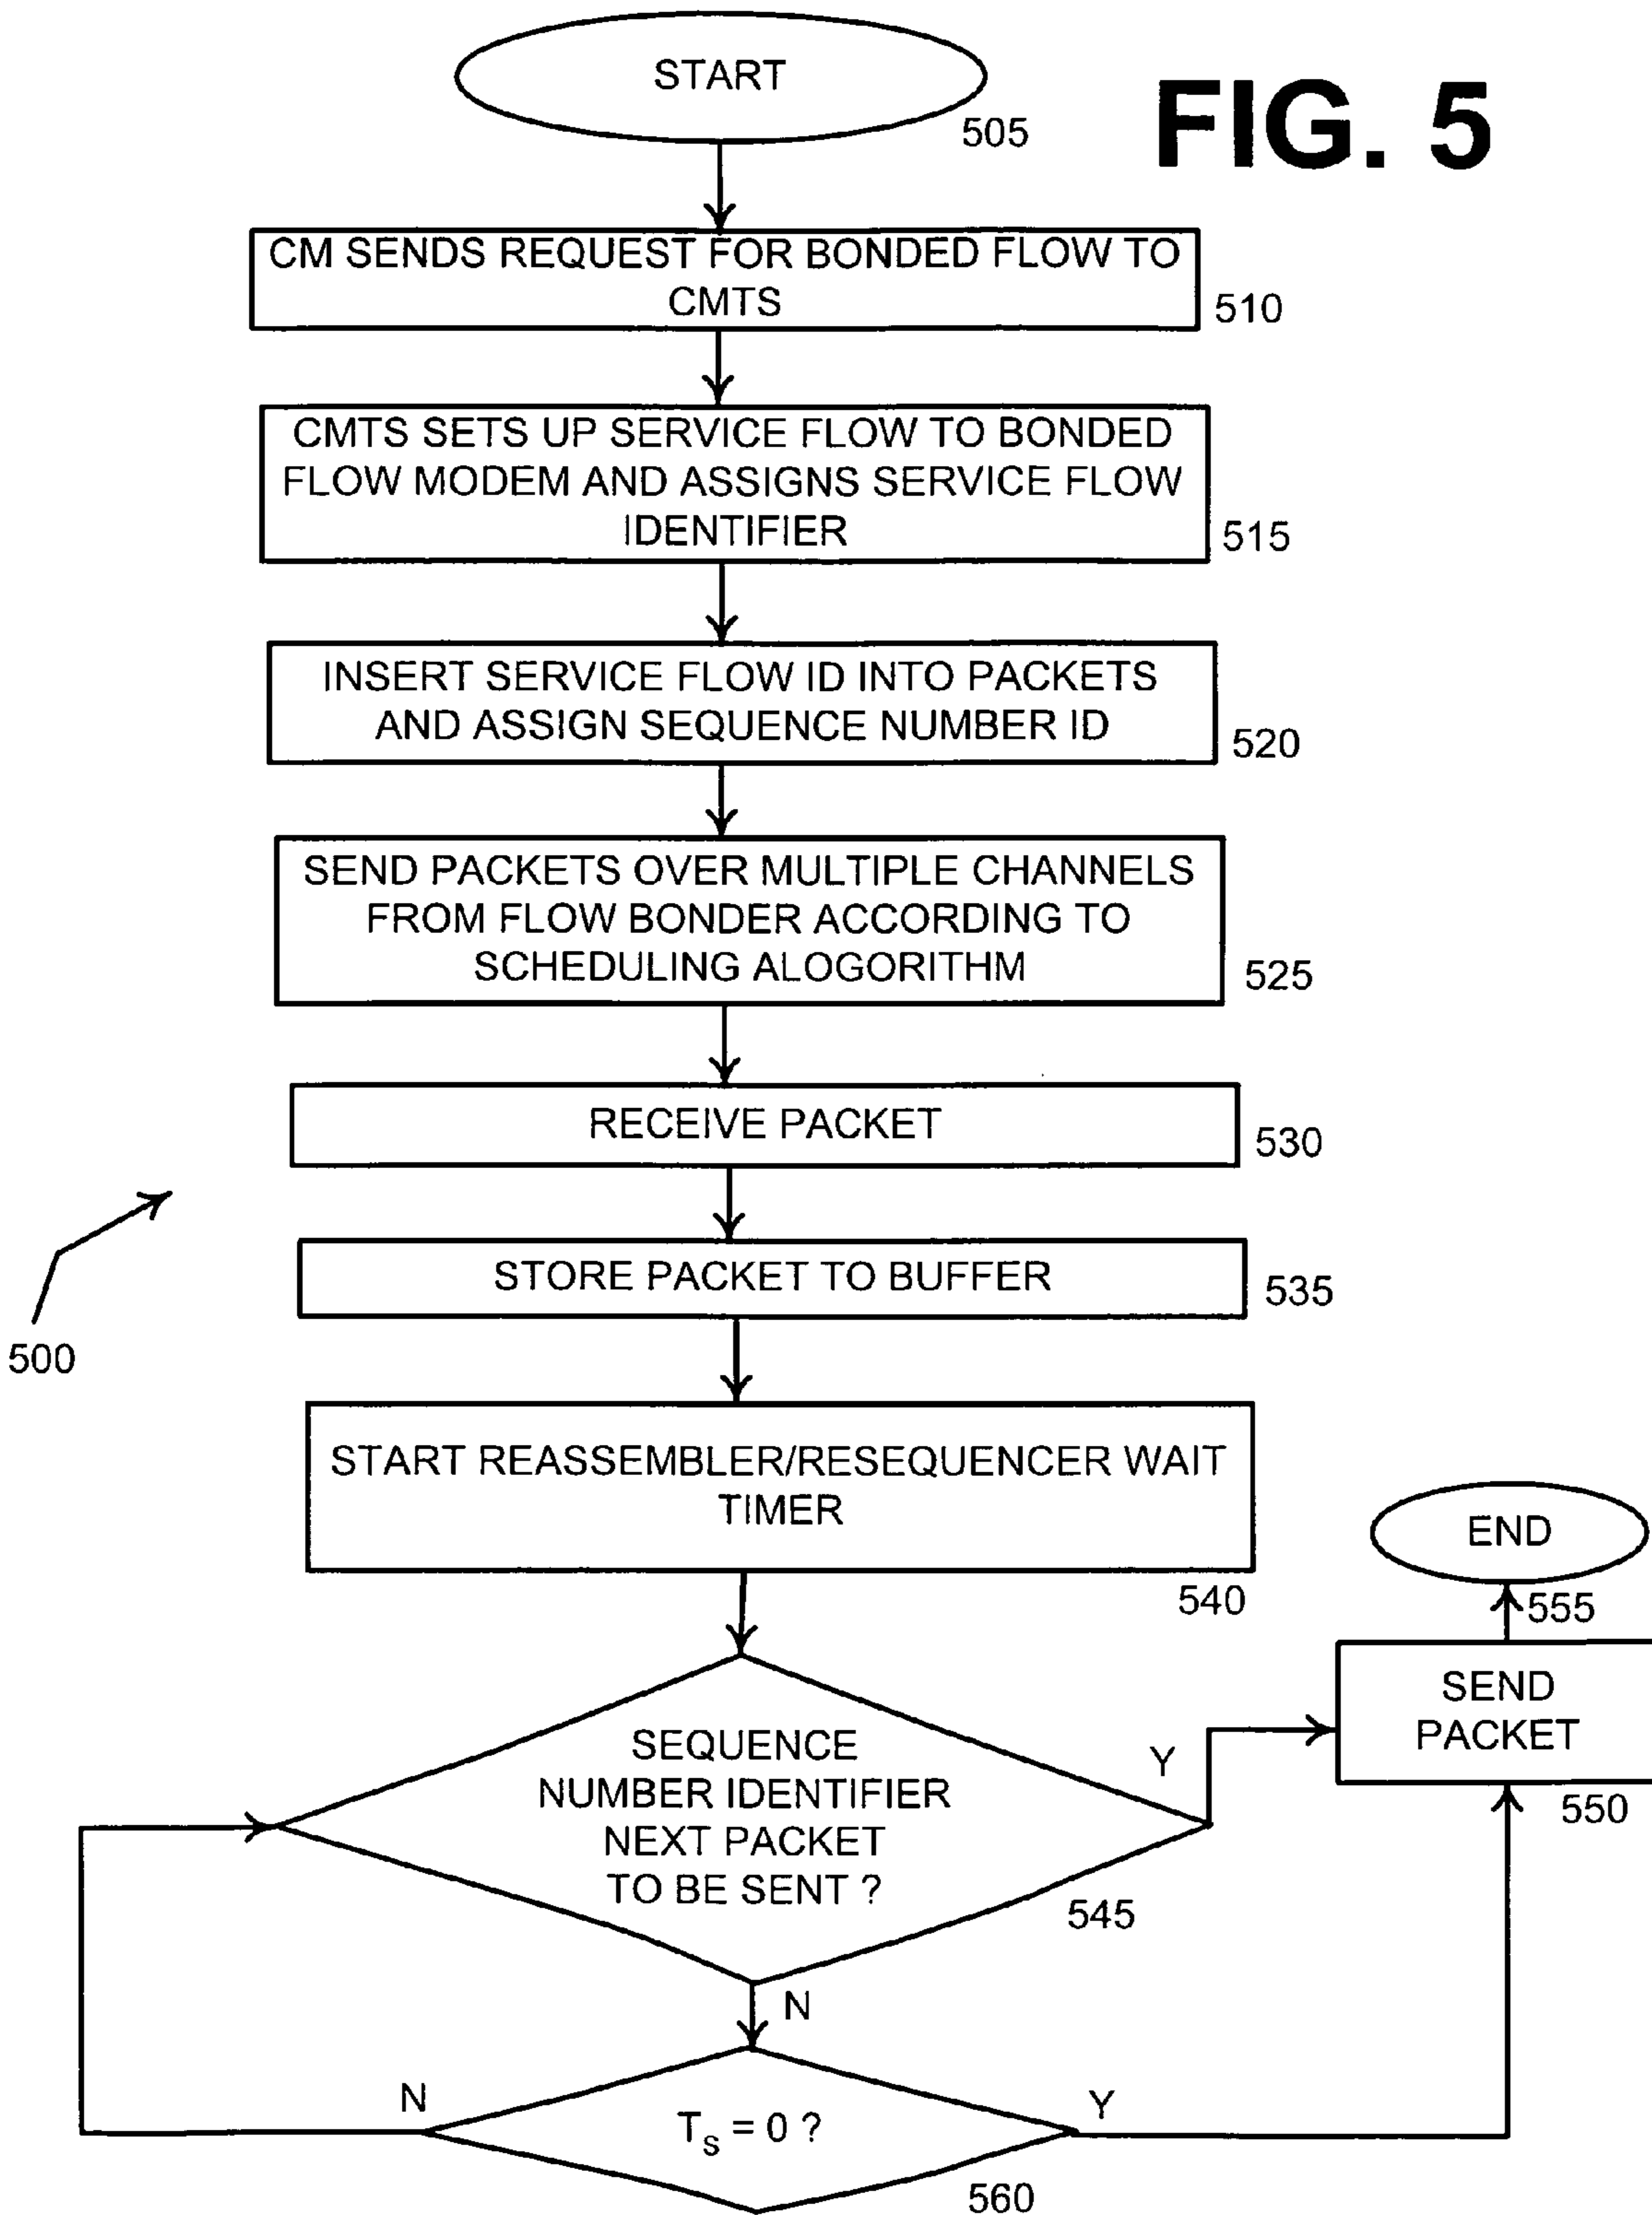 START
505
FIG. 5
CM SENDS REQUEST FOR BONDED FLOW TO
CMTS
510
CMTS SETS UP SERVICE FLOW TO BONDED
FLOW MODEM AND ASSIGNS SERVICE FLOW
IDENTIFIER
515
INSERT SERVICE FLOW ID INTO PACKETS
AND ASSIGN SEQUENCE NUMBER ID
520
SEND PACKETS OVER MULTIPLE CHANNELS
FROM FLOW BONDER ACCORDING TO
SCHEDULING ALOGORITHM
525
RECEIVE PACKET
530
STORE PACKET TO BUFFER
535
500
START REASSEMBLER/RESEQUENCER WAIT
TIMER
540
END
555
SEND
PACKET
550
SEQUENCE
NUMBER IDENTIFIER
NEXT PACKET
TO BE SENT ?
Y
545
N
N
T_s = 0 ?
Y
560